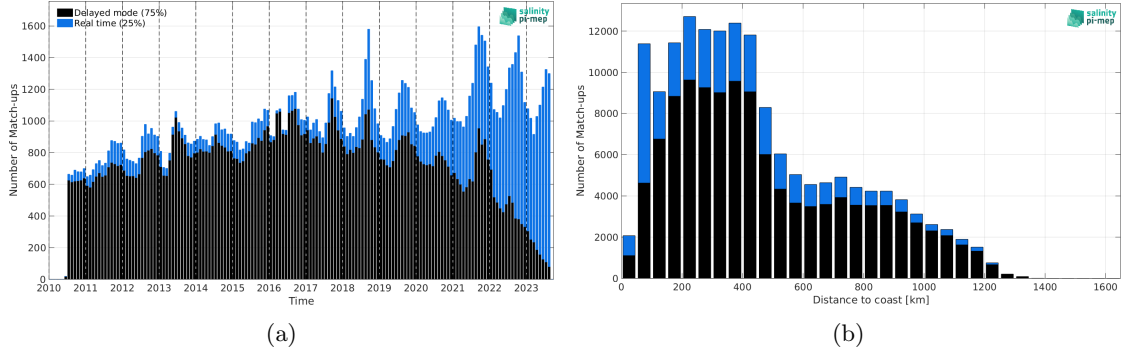 Delayed mode (75%)
Real time (25%)
salinity
pi-mep
Number of Match-ups
1600
1400
1200
1000
800
600
400
200
0
2010 2011 2012 2013 2014 2015 2016 2017 2018 2019 2020 2021 2022 2023
Time
(a)
salinity
pi-mep
Number of Match-ups
12000
10000
8000
6000
4000
2000
0
0 200 400 600 800 1000 1200 1400 1600
Distance to coast [km]
(b)